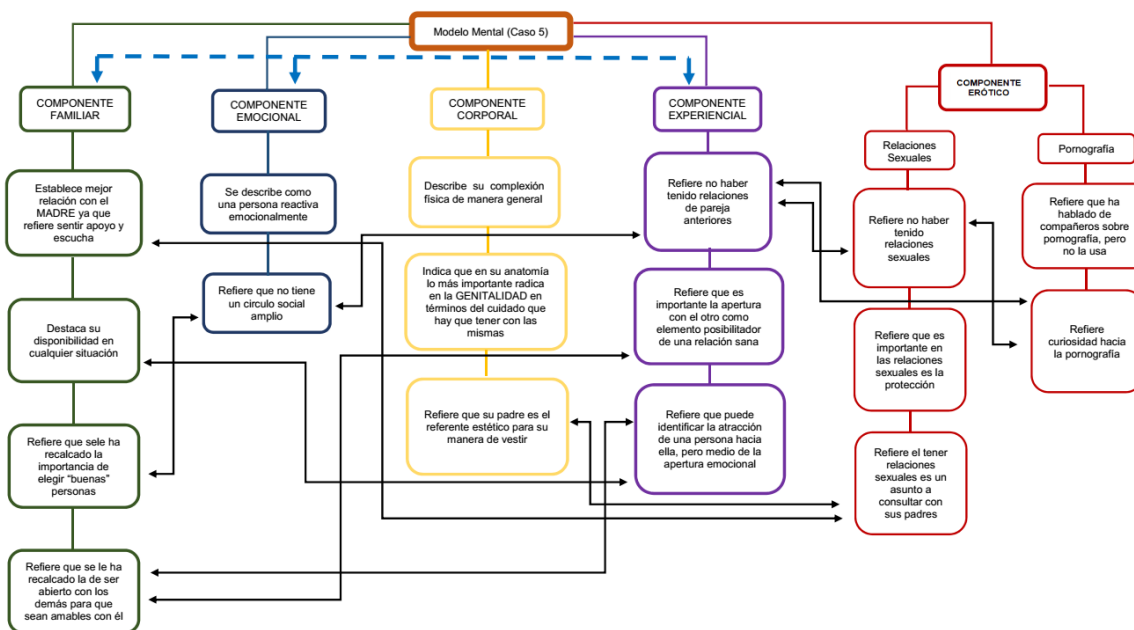 Modelo Mental (Caso 5)
COMPONENTE
FAMILIAR
Establece mejor
relación con el
MADRE ya que
refiere sentir apoyo y
escucha
Destaca su
disponibilidad en
cualquier situación
Refiere que sele ha
recalcado la
importancia de
elegir “buenas”
personas
Refiere que se le ha
recalcado la de ser
abierto con los
demás para que
sean amables con él
COMPONENTE
EMOCIONAL
Se describe como
una persona reactiva
emocionalmente
Refiere que no tiene
un circulo social
amplio
COMPONENTE
CORPORAL
Describe su complexión
física de manera general
Indica que en su anatomía
lo más importante radica
en la GENITALIDAD en
términos del cuidado que
hay que tener con las
mismas
Refiere que su padre es el
referente estético para su
manera de vestir
COMPONENTE
EXPERIENCIAL
Refiere no haber
tenido relaciones
de pareja
anteriores
Refiere que es
importante la apertura
con el otro como
elemento posibilitador
de una relación sana
Refiere que puede
identificar la atracción
de una persona hacia
ella, pero medio de la
apertura emocional
COMPONENTE
ERÓTICO
Relaciones
Sexuales
Refiere no haber
tenido
relaciones
sexuales
Refiere que es
importante en
las relaciones
sexuales es la
protección
Refiere el tener
relaciones
sexuales es un
asunto a
consultar con
sus padres
Pornografía
Refiere que ha
hablado de
compañeros sobre
pornografía, pero
no la usa
Refiere
curiosidad hacia
la pornografía